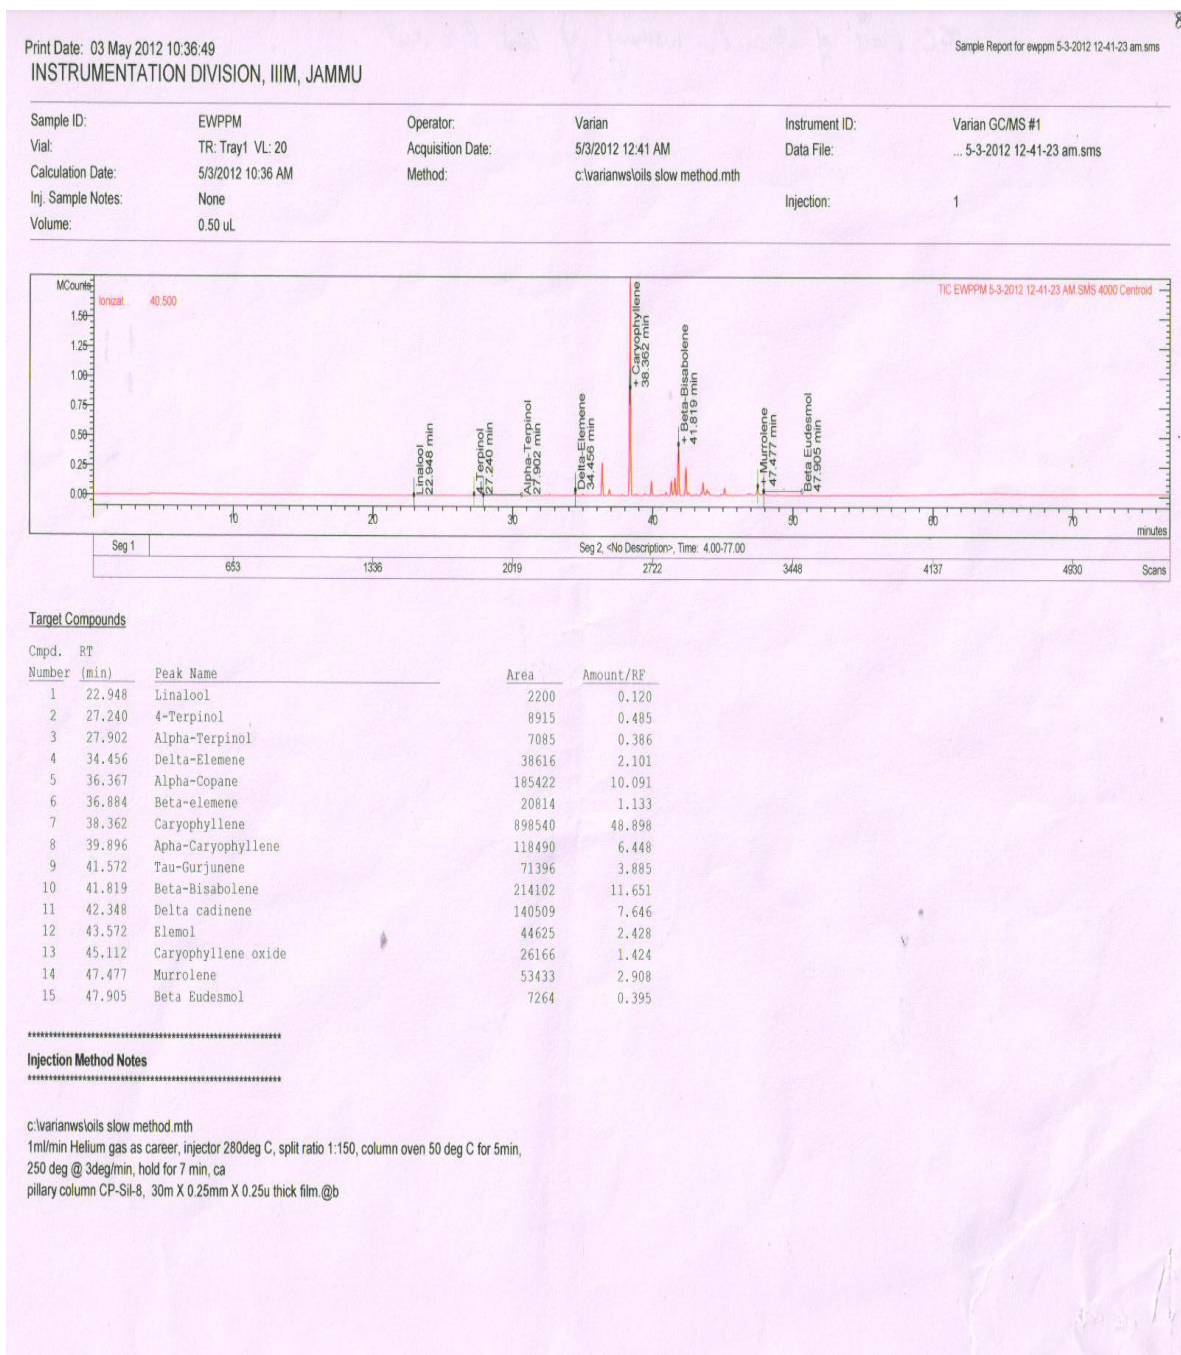 Print Date: 03 May 2012 10:36:49
Sample Report for ewppm 5-3-2012 12-41-23 am.sms
INSTRUMENTATION DIVISION, IIIM, JAMMU
Sample ID: EWPPM Operator: Varian Instrument ID: Varian GC/MS #1
Vial: TR: Tray1 VL: 20 Acquisition Date: 5/3/2012 12:41 AM Data File: ... 5-3-2012 12-41-23 am.sms
Calculation Date: 5/3/2012 10:36 AM Method: c:\varianws\oils slow method.mth
Inj. Sample Notes: None Injection: 1
Volume: 0.50 uL
MCounts
Ionizat... 40.500
TIC EWPPM 5-3-2012 12-41-23 AM.SMS 4000 Centroid
1.50
1.25
1.00
0.75
0.50
0.25
0.00
Linalool
22.948 min
4-Terpinol
27.240 min
Alpha-Terpinol
27.902 min
Delta-Elemene
34.456 min
+ Caryophyllene
38.362 min
+ Beta-Bisabolene
41.819 min
+ Murrolene
47.477 min
Beta Eudesmol
47.905 min
10 20 30 40 50 60 70
minutes
Seg 1 Seg 2, <No Description>, Time: 4.00-77.00
653 1336 2019 2722 3448 4137 4930 Scans
Target Compounds
Cmpd. RT
Number (min) Peak Name Area Amount/RF
1 22.948 Linalool 2200 0.120
2 27.240 4-Terpinol 8915 0.485
3 27.902 Alpha-Terpinol 7085 0.386
4 34.456 Delta-Elemene 38616 2.101
5 36.367 Alpha-Copane 185422 10.091
6 36.884 Beta-elemene 20814 1.133
7 38.362 Caryophyllene 898540 48.898
8 39.896 Apha-Caryophyllene 118490 6.448
9 41.572 Tau-Gurjunene 71396 3.885
10 41.819 Beta-Bisabolene 214102 11.651
11 42.348 Delta cadinene 140509 7.646
12 43.572 Elemol 44625 2.428
13 45.112 Caryophyllene oxide 26166 1.424
14 47.477 Murrolene 53433 2.908
15 47.905 Beta Eudesmol 7264 0.395
************************************************************
Injection Method Notes
************************************************************
c:\varianws\oils slow method.mth
1ml/min Helium gas as career, injector 280deg C, split ratio 1:150, column oven 50 deg C for 5min,
250 deg @ 3deg/min, hold for 7 min, ca
pillary column CP-Sil-8, 30m X 0.25mm X 0.25u thick film.@b